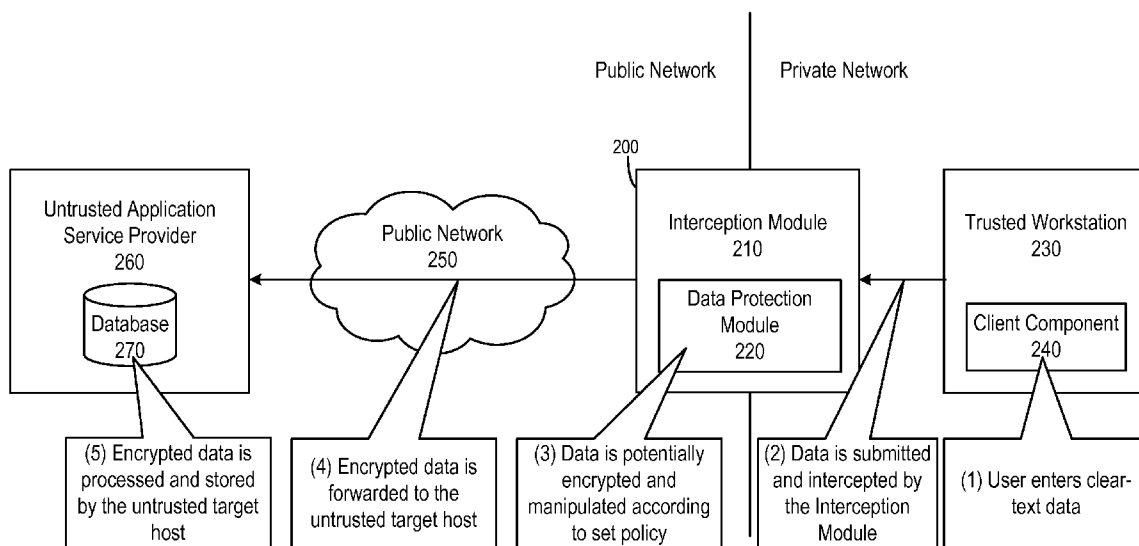 Public Network
Private Network
200
Untrusted Application
Service Provider
260
Database
270
Public Network
250
Interception Module
210
Data Protection
Module
220
Trusted Workstation
230
Client Component
240
(5) Encrypted data is
processed and stored
by the untrusted target
host
(4) Encrypted data is
forwarded to the
untrusted target host
(3) Data is potentially
encrypted and
manipulated according
to set policy
(2) Data is submitted
and intercepted by
the Interception
Module
(1) User enters clear-
text data